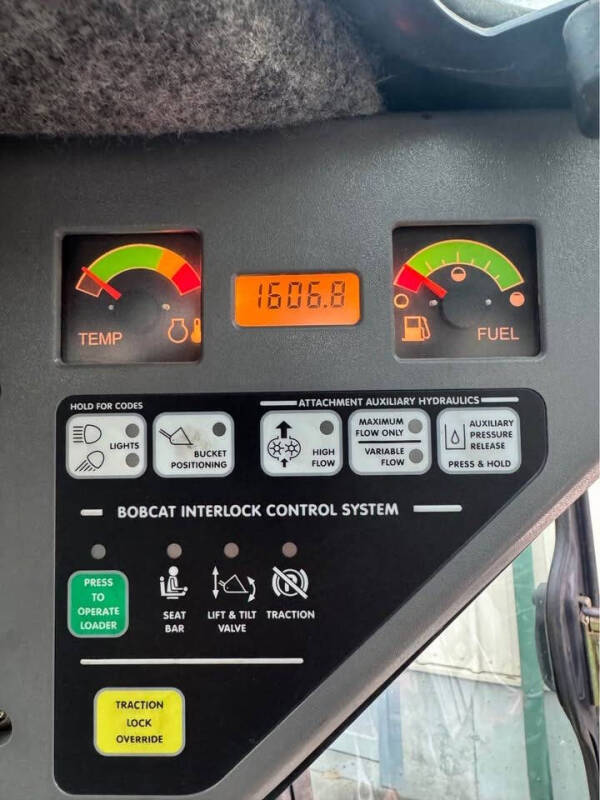 1606.8
TEMP
FUEL
HOLD FOR CODES
ATTACHMENT AUXILIARY HYDRAULICS
LIGHTS
BUCKET
POSITIONING
HIGH
FLOW
MAXIMUM
FLOW ONLY
VARIABLE
FLOW
AUXILIARY
PRESSURE
RELEASE
PRESS & HOLD
BOBCAT INTERLOCK CONTROL SYSTEM
PRESS
TO
OPERATE
LOADER
SEAT
BAR
LIFT & TILT
VALVE
TRACTION
TRACTION
LOCK
OVERRIDE